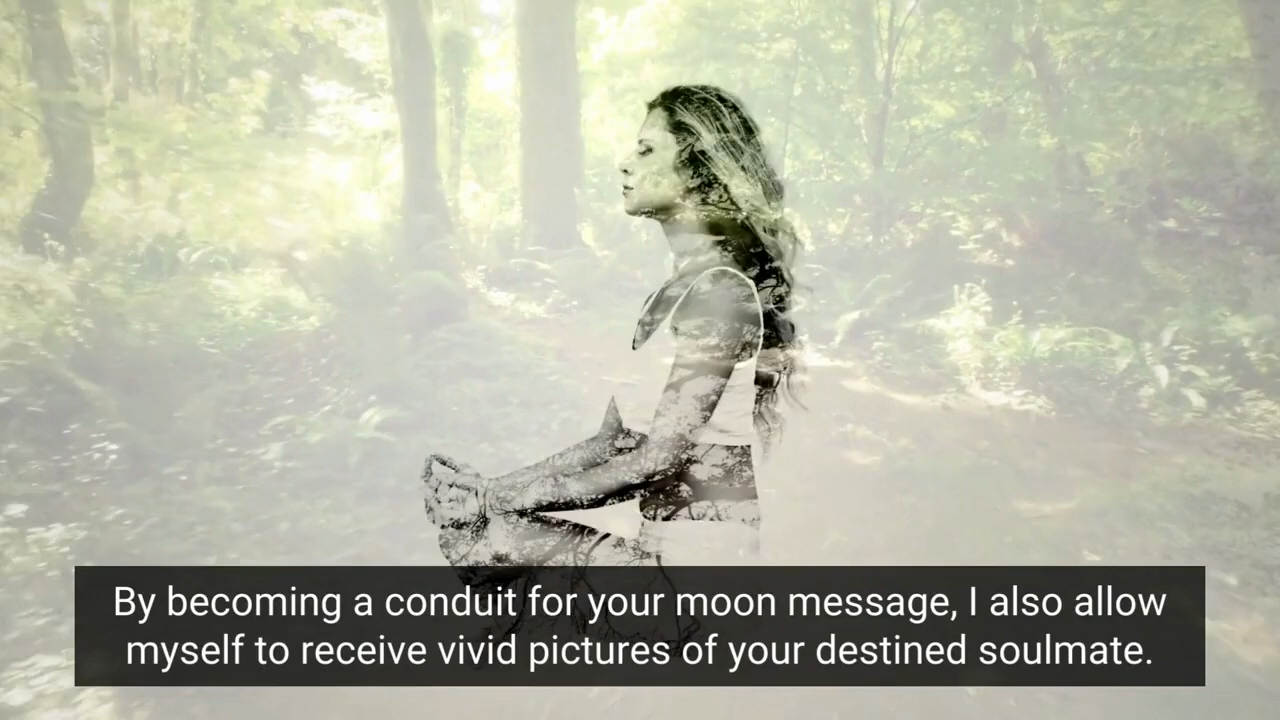 By becoming a conduit for your moon message, I also allow
myself to receive vivid pictures of your destined soulmate.